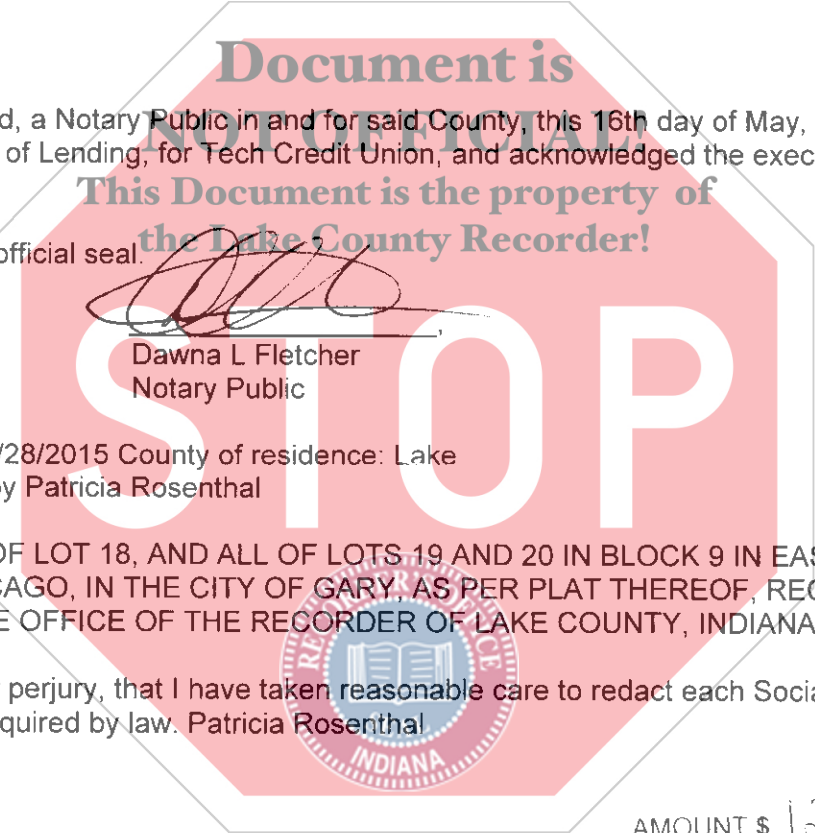 Document is
NOT OFFICIAL!
d, a Notary Public in and for said County, this 16th day of May,
of Lending, for Tech Credit Union, and acknowledged the exec
This Document is the property of
the Lake County Recorder!
official seal.
STOP
Dawna L Fletcher
Notary Public
/28/2015 County of residence: Lake
y Patricia Rosenthal
OF LOT 18, AND ALL OF LOTS 19 AND 20 IN BLOCK 9 IN EAS
CAGO, IN THE CITY OF GARY, AS PER PLAT THEREOF, REC
E OFFICE OF THE RECORDER OF LAKE COUNTY, INDIANA
perjury, that I have taken reasonable care to redact each Socia
quired by law. Patricia Rosenthal
SEAL
INDIANA
AMOUNT $